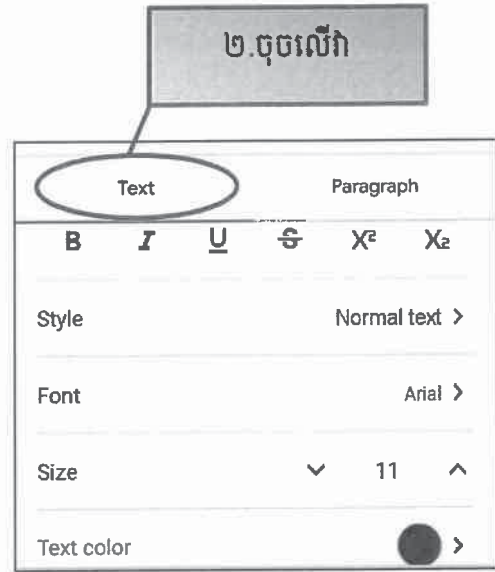 ២.ចុចលើវា
Text Paragraph
B I U S X² X₂
Style Normal text >
Font Arial >
Size 11
Text color >